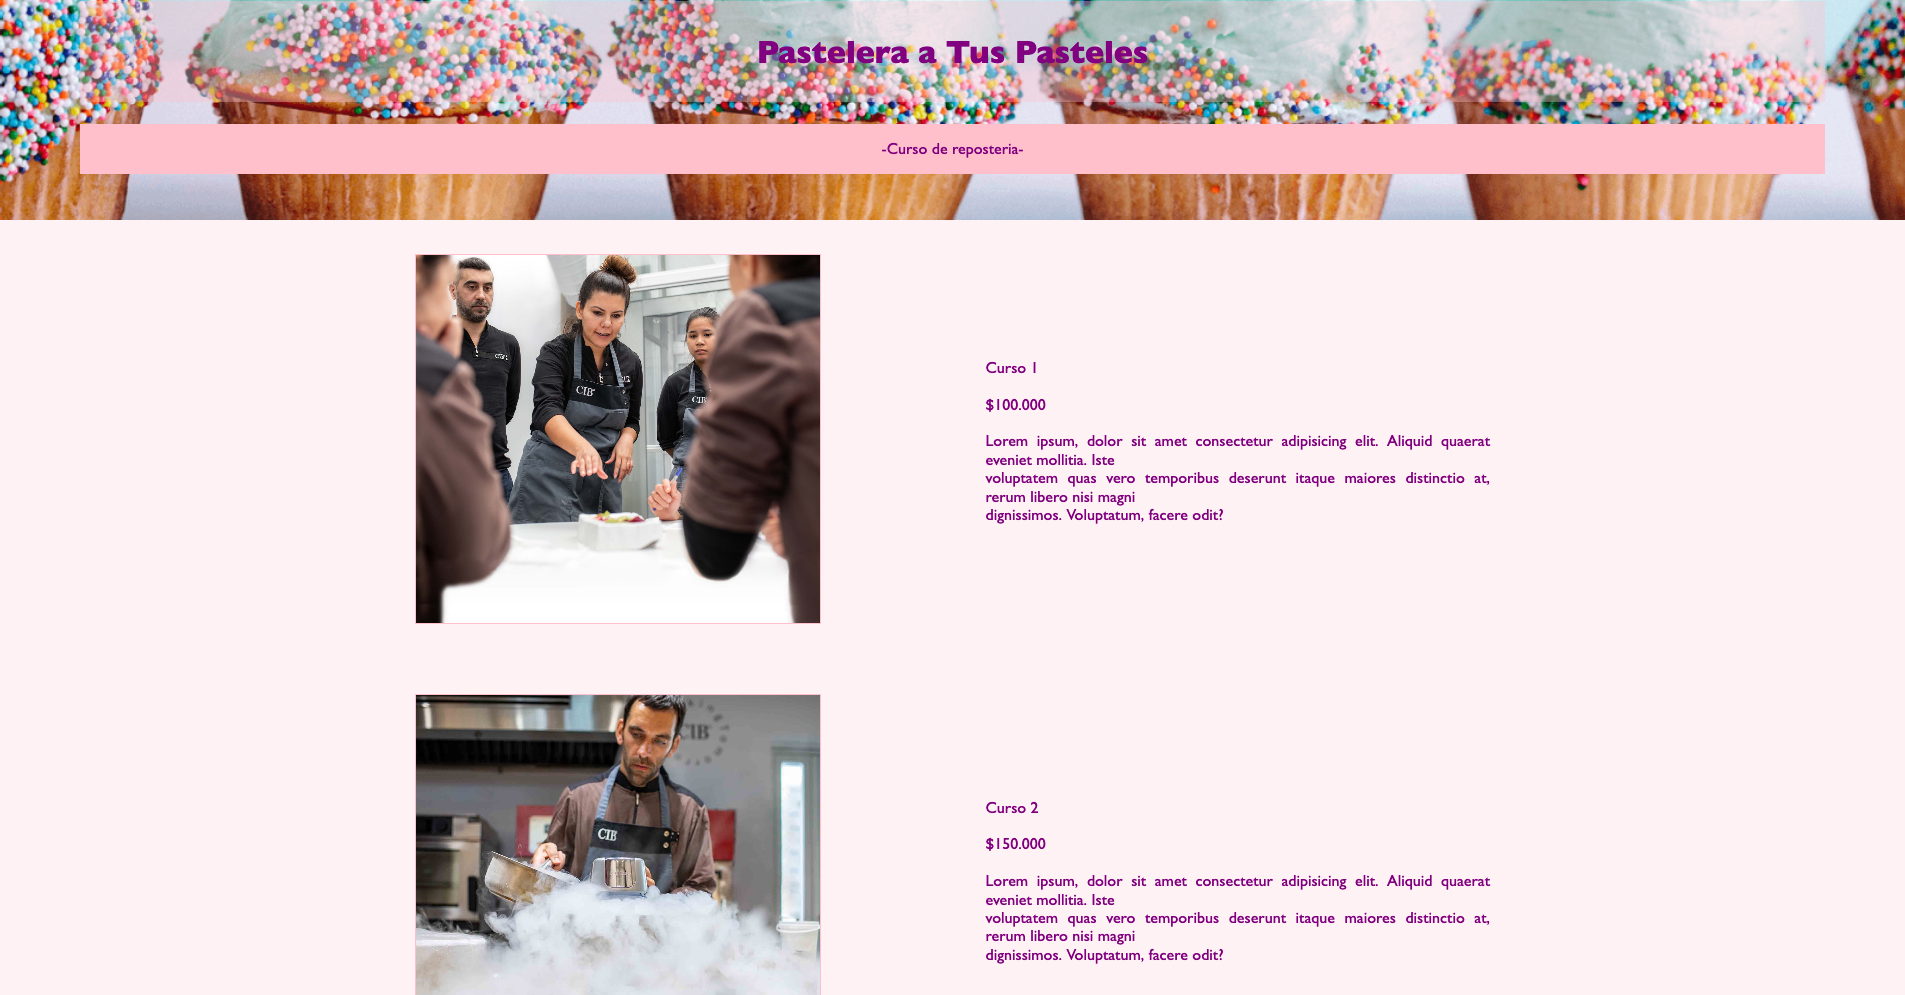 Pastelera a Tus Pasteles
-Curso de reposteria-
CIB
CIB
Curso 1
$100.000
Lorem ipsum, dolor sit amet consectetur adipisicing elit. Aliquid quaerat
eveniet mollitia. Iste
voluptatem quas vero temporibus deserunt itaque maiores distinctio at,
rerum libero nisi magni
dignissimos. Voluptatum, facere odit?
CIB
CIB
Curso 2
$150.000
Lorem ipsum, dolor sit amet consectetur adipisicing elit. Aliquid quaerat
eveniet mollitia. Iste
voluptatem quas vero temporibus deserunt itaque maiores distinctio at,
rerum libero nisi magni
dignissimos. Voluptatum, facere odit?